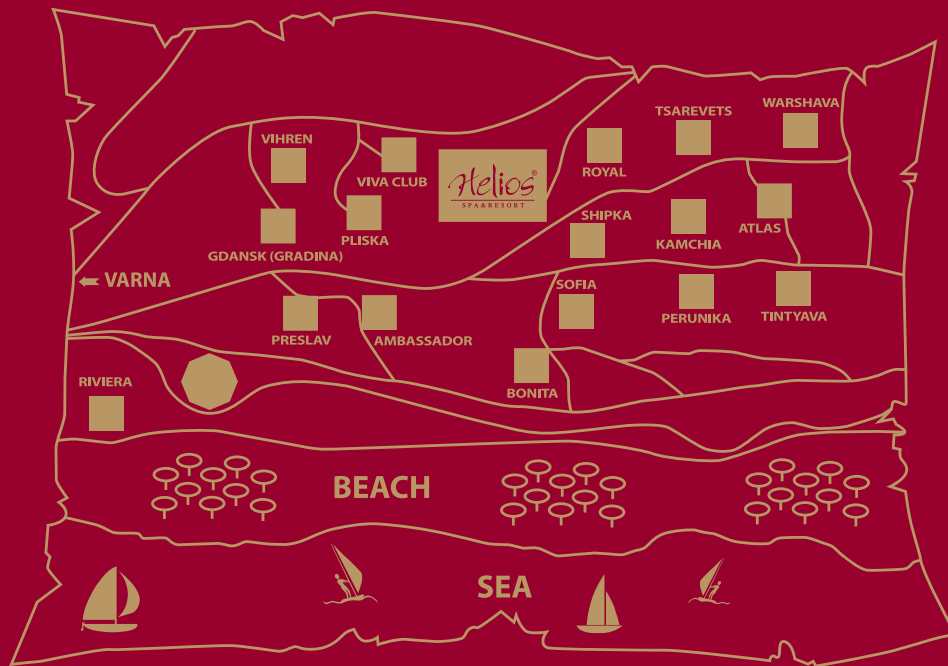 TSAREVETS
WARSHAVA
VIHREN
VIVA CLUB
Helios®
SPA & RESORT
ROYAL
GDANSK (GRADINA)
PLISKA
SHIPKA
KAMCHIA
ATLAS
VARNA
SOFIA
PERUNIKA
TINTYAVA
PRESLAV
AMBASSADOR
RIVIERA
BONITA
BEACH
SEA